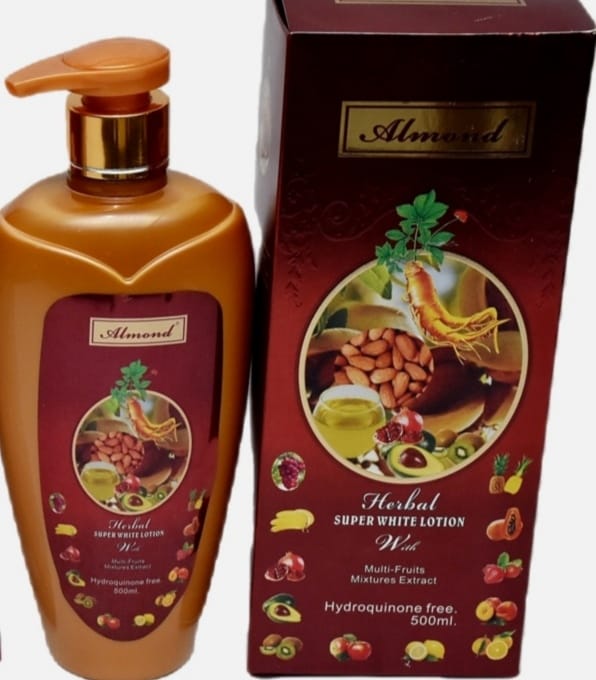 Almond®
Herbal
SUPER WHITE LOTION
With
Multi-Fruits
Mixtures Extract
Hydroquinone free.
500ml.
Almond
Herbal
SUPER WHITE LOTION
With
Multi-Fruits
Mixtures Extract
Hydroquinone free.
500ml.